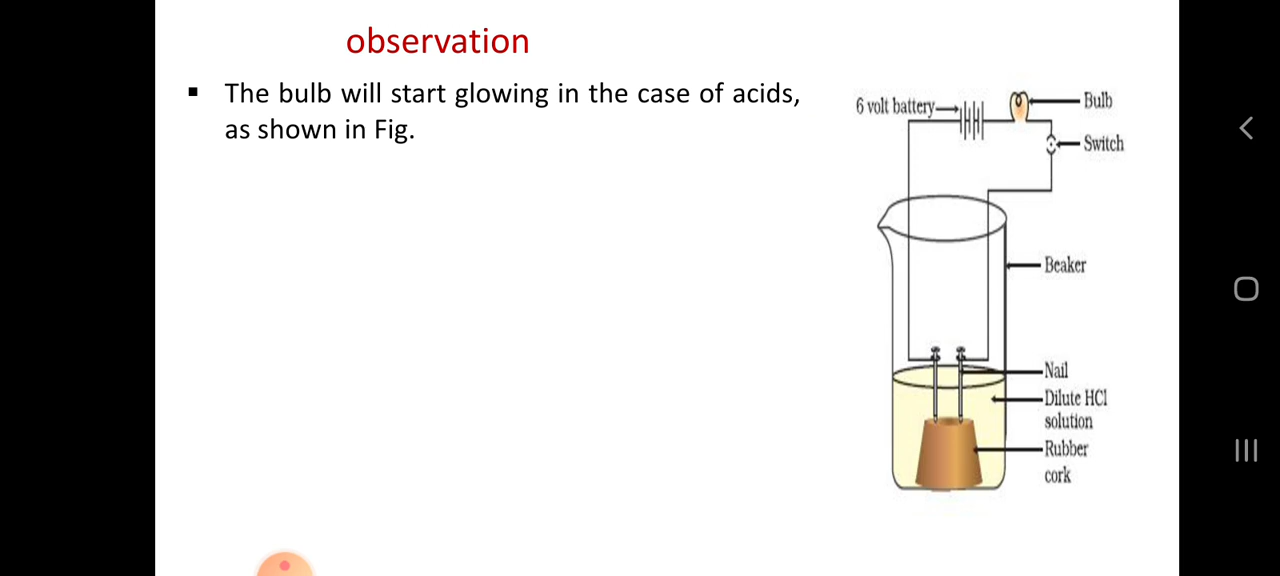 observation
▪ The bulb will start glowing in the case of acids,
as shown in Fig.
6 volt battery
Bulb
Switch
Beaker
Nail
Dilute HCl
solution
Rubber
cork